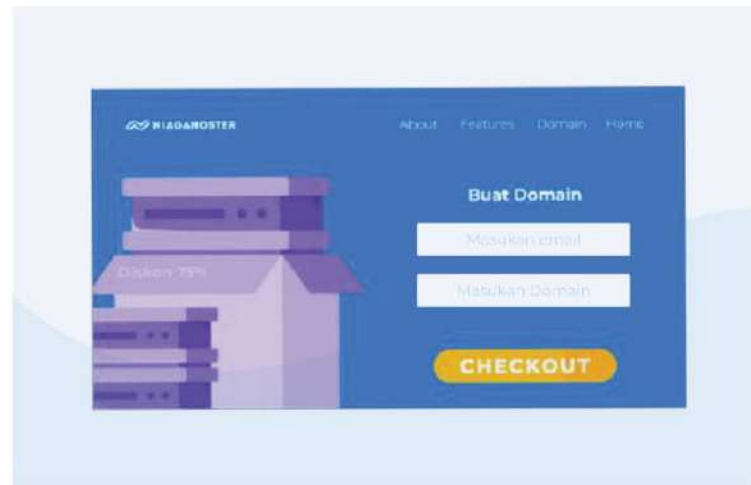 NIAGAHOSTER
About Features Domain Home
Buat Domain
Masukan email
Diskon 75%
Masukan Domain
CHECKOUT